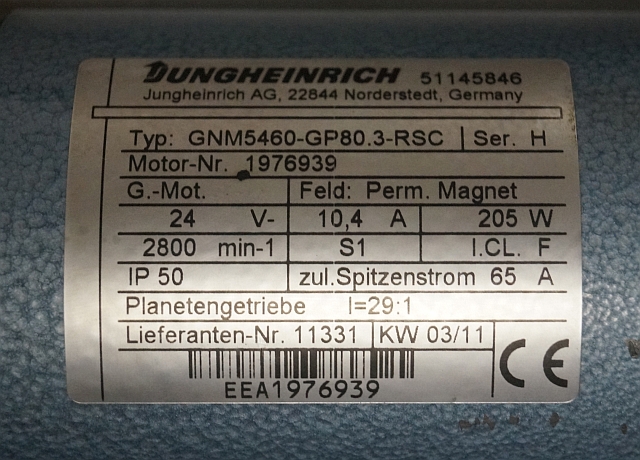 JUNGHEINRICH 51145846
Jungheinrich AG, 22844 Norderstedt, Germany
Typ: GNM5460-GP80.3-RSC Ser. H
Motor-Nr. 1976939
G.-Mot. Feld: Perm. Magnet
24 V- 10,4 A 205 W
2800 min-1 S1 I.CL. F
IP 50 zul.Spitzenstrom 65 A
Planetengetriebe I=29:1
Lieferanten-Nr. 11331 KW 03/11
EEA1976939 CE